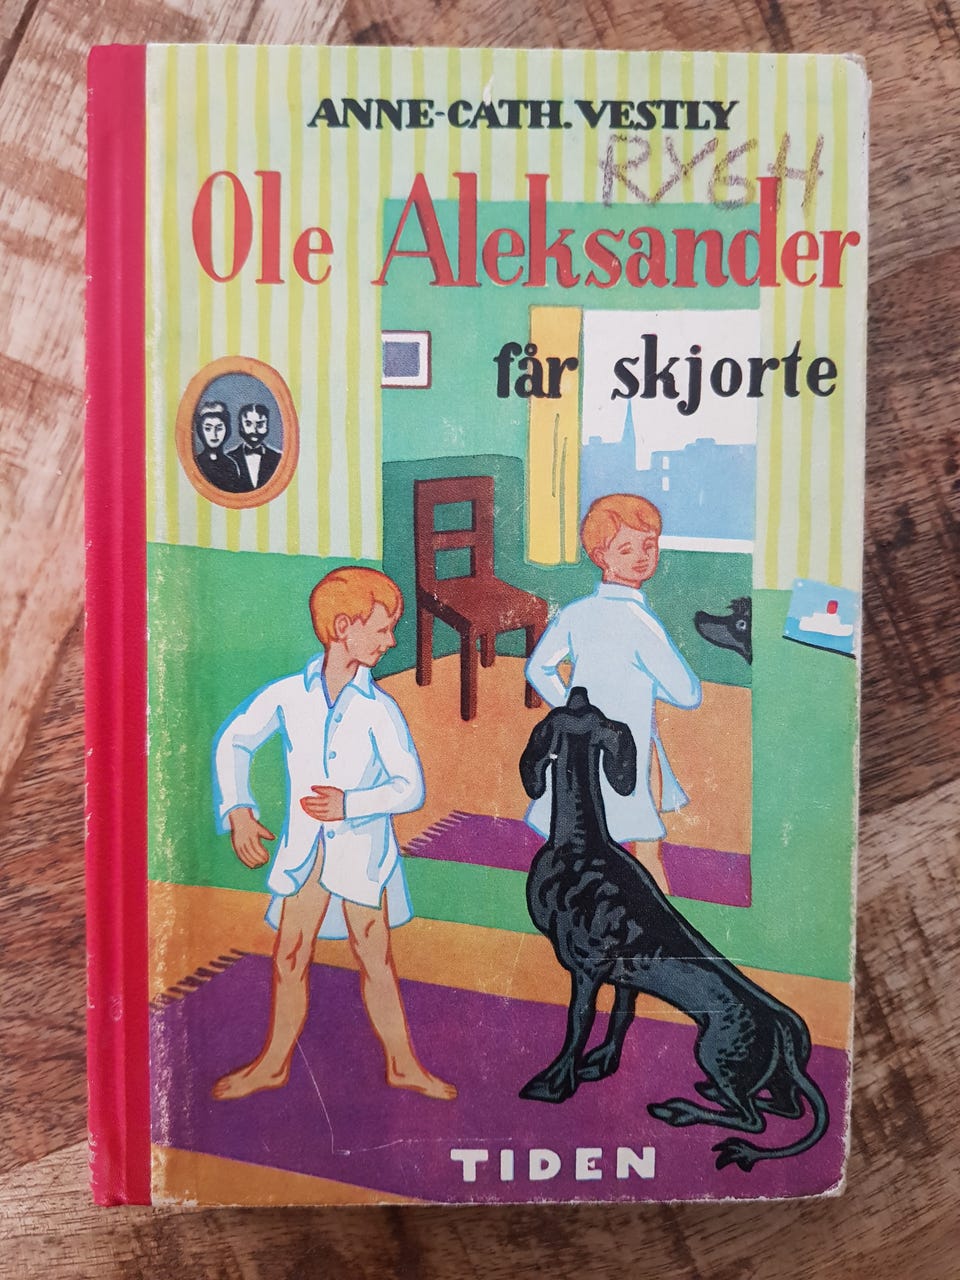 ANNE-CATH. VESTLY
RYGH
Ole Aleksander
får skjorte
TIDEN